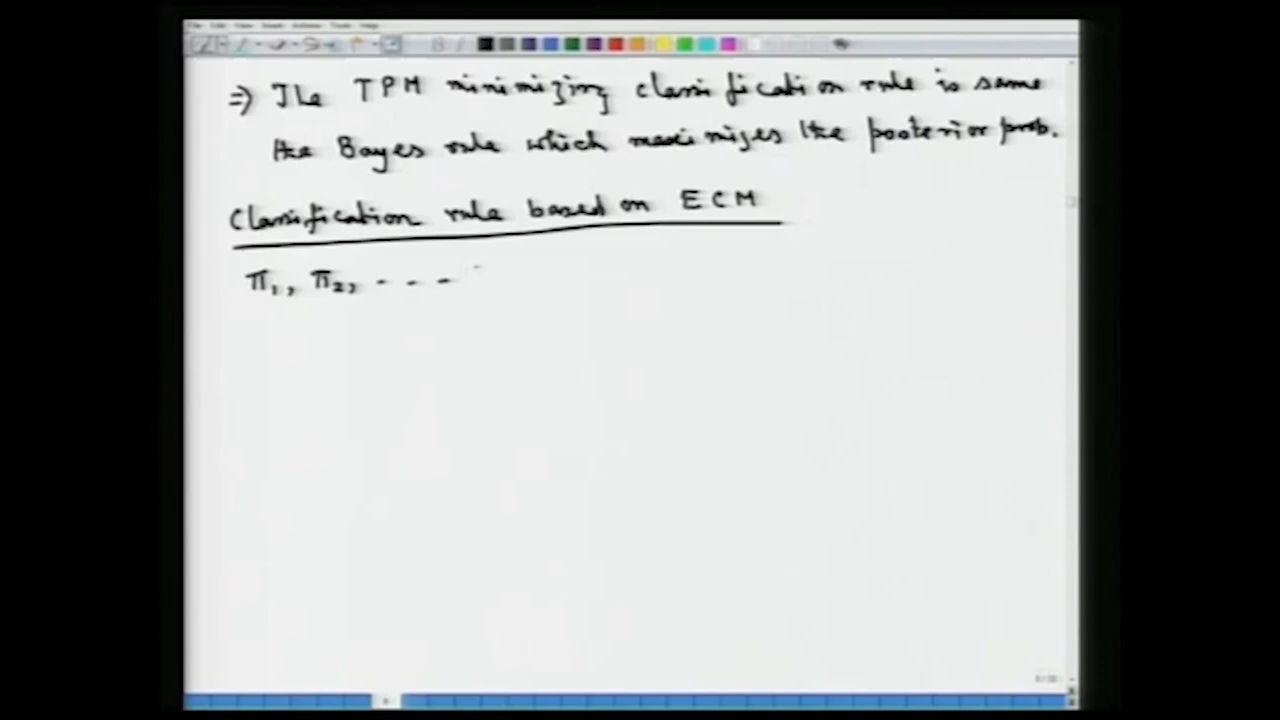 =) The TPM minimizing classification rule is same
the Bayes rule which maximizes the posterior prob.
Classification rule based on ECM
π₁, π₂, - - -